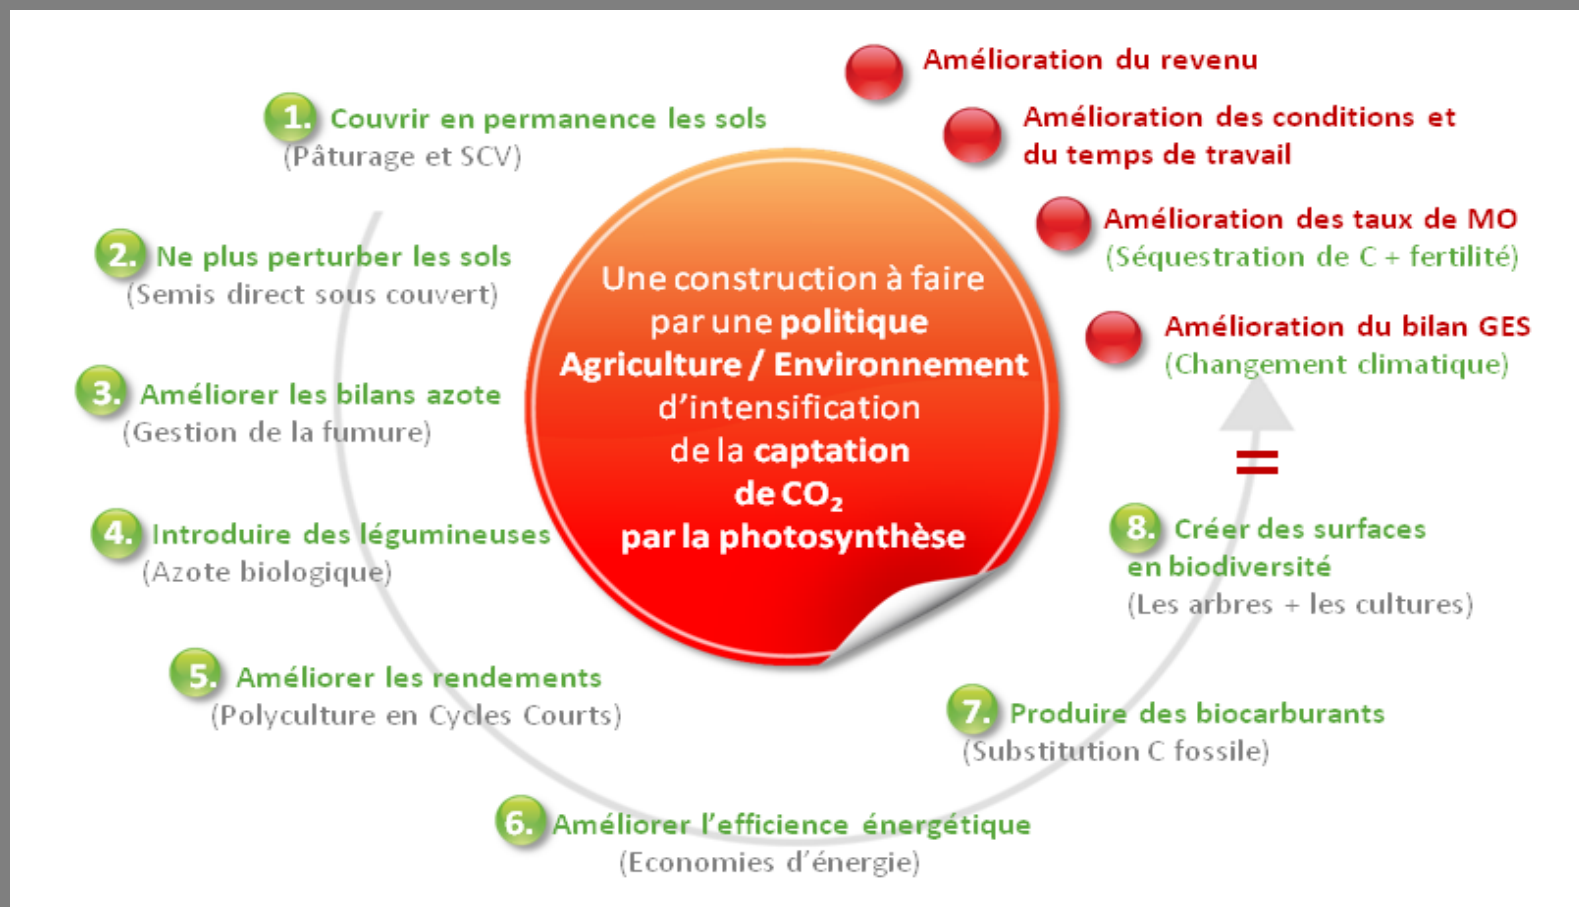 1. Couvrir en permanence les sols
(Pâturage et SCV)
2. Ne plus perturber les sols
(Semis direct sous couvert)
3. Améliorer les bilans azote
(Gestion de la fumure)
4. Introduire des légumineuses
(Azote biologique)
5. Améliorer les rendements
(Polyculture en Cycles Courts)
6. Améliorer l’efficience énergétique
(Economies d’énergie)
7. Produire des biocarburants
(Substitution C fossile)
8. Créer des surfaces
en biodiversité
(Les arbres + les cultures)
=
Amélioration du revenu
Amélioration des conditions et
du temps de travail
Amélioration des taux de MO
(Séquestration de C + fertilité)
Amélioration du bilan GES
(Changement climatique)
Une construction à faire
par une politique
Agriculture / Environnement
d’intensification
de la captation
de CO₂
par la photosynthèse